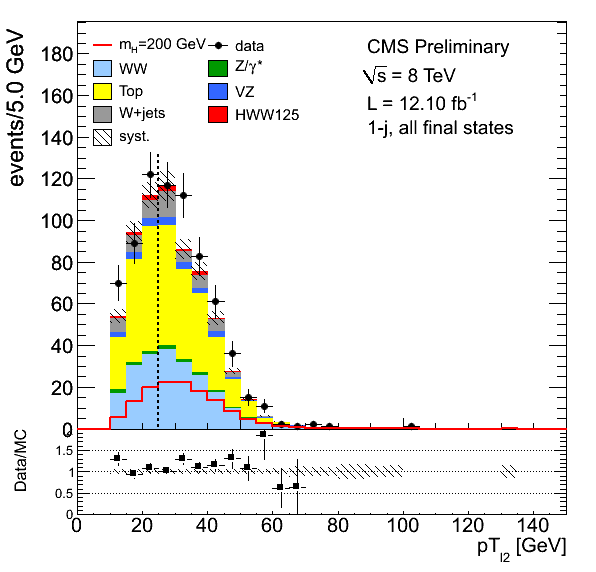 events/5.0 GeV
180
160
140
120
100
80
60
40
20
0
m_H=200 GeV
data
WW
Z/γ*
Top
VZ
W+jets
HWW125
syst.
CMS Preliminary
√s = 8 TeV
L = 12.10 fb⁻¹
1-j, all final states
Data/MC
1.5
1
0.5
0
0 20 40 60 80 100 120 140
pT_l2 [GeV]